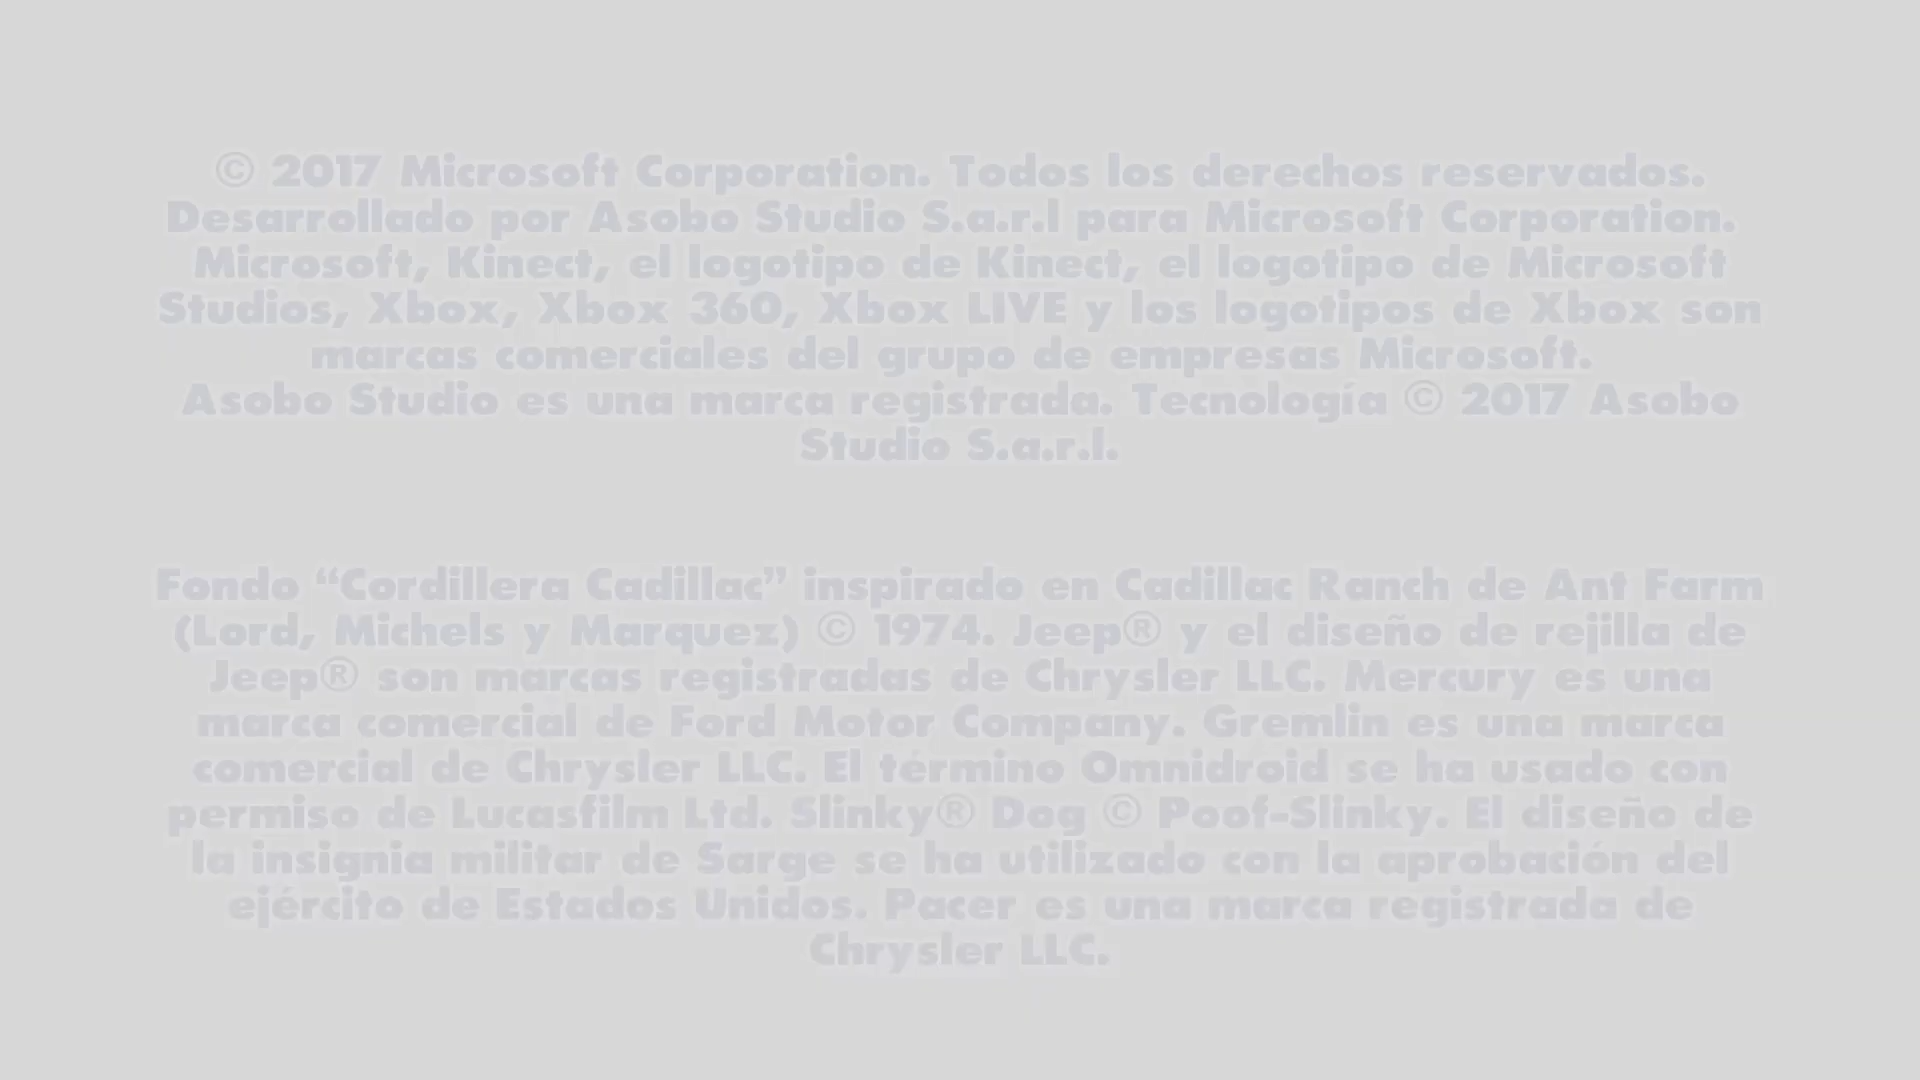 © 2017 Microsoft Corporation. Todos los derechos reservados.
Desarrollado por Asobo Studio S.a.r.l para Microsoft Corporation.
Microsoft, Kinect, el logotipo de Kinect, el logotipo de Microsoft
Studios, Xbox, Xbox 360, Xbox LIVE y los logotipos de Xbox son
marcas comerciales del grupo de empresas Microsoft.
Asobo Studio es una marca registrada. Tecnología © 2017 Asobo
Studio S.a.r.l.
Fondo “Cordillera Cadillac” inspirado en Cadillac Ranch de Ant Farm
(Lord, Michels y Marquez) © 1974. Jeep® y el diseño de rejilla de
Jeep® son marcas registradas de Chrysler LLC. Mercury es una
marca comercial de Ford Motor Company. Gremlin es una marca
comercial de Chrysler LLC. El término Omnidroid se ha usado con
permiso de Lucasfilm Ltd. Slinky® Dog © Poof-Slinky. El diseño de
la insignia militar de Sarge se ha utilizado con la aprobación del
ejército de Estados Unidos. Pacer es una marca registrada de
Chrysler LLC.